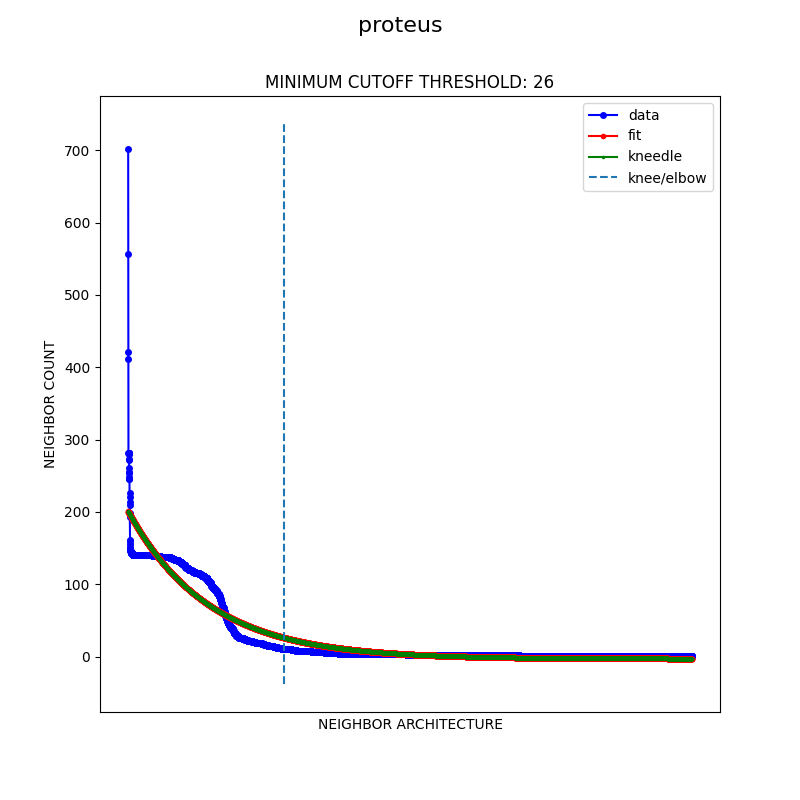 proteus
MINIMUM CUTOFF THRESHOLD: 26
data
fit
kneedle
knee/elbow
700
600
500
400
300
200
100
0
NEIGHBOR COUNT
NEIGHBOR ARCHITECTURE